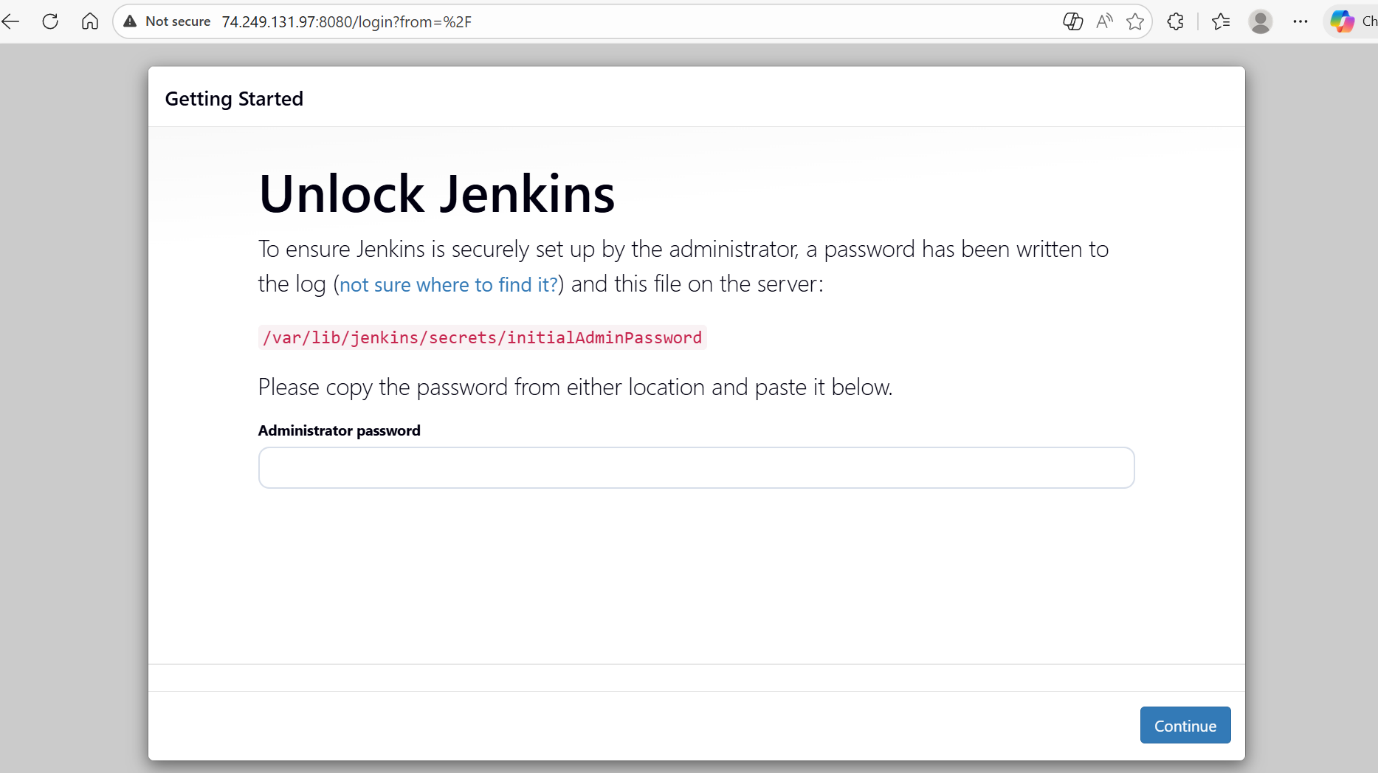 Not secure 74.249.131.97:8080/login?from=%2F
Ch
Getting Started
Unlock Jenkins
To ensure Jenkins is securely set up by the administrator, a password has been written to
the log (not sure where to find it?) and this file on the server:
/var/lib/jenkins/secrets/initialAdminPassword
Please copy the password from either location and paste it below.
Administrator password
Continue